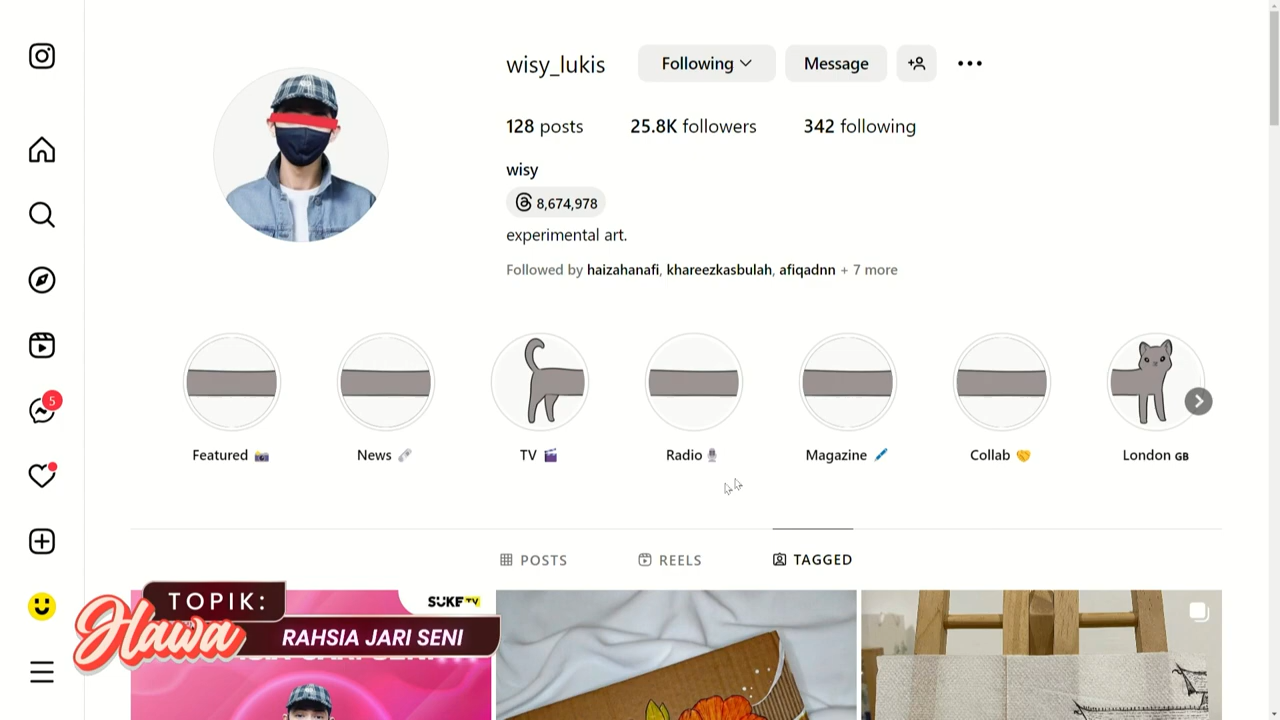 wisy_lukis
Following
Message
128 posts
25.8K followers
342 following
wisy
8,674,978
experimental art.
Followed by haizahanafi, khareezkasbulah, afiqadnn + 7 more
5
Featured
News
TV
Radio
Magazine
Collab
London GB
POSTS
REELS
TAGGED
SUKE TV
TOPIK:
Hawa
RAHSIA JARI SENI